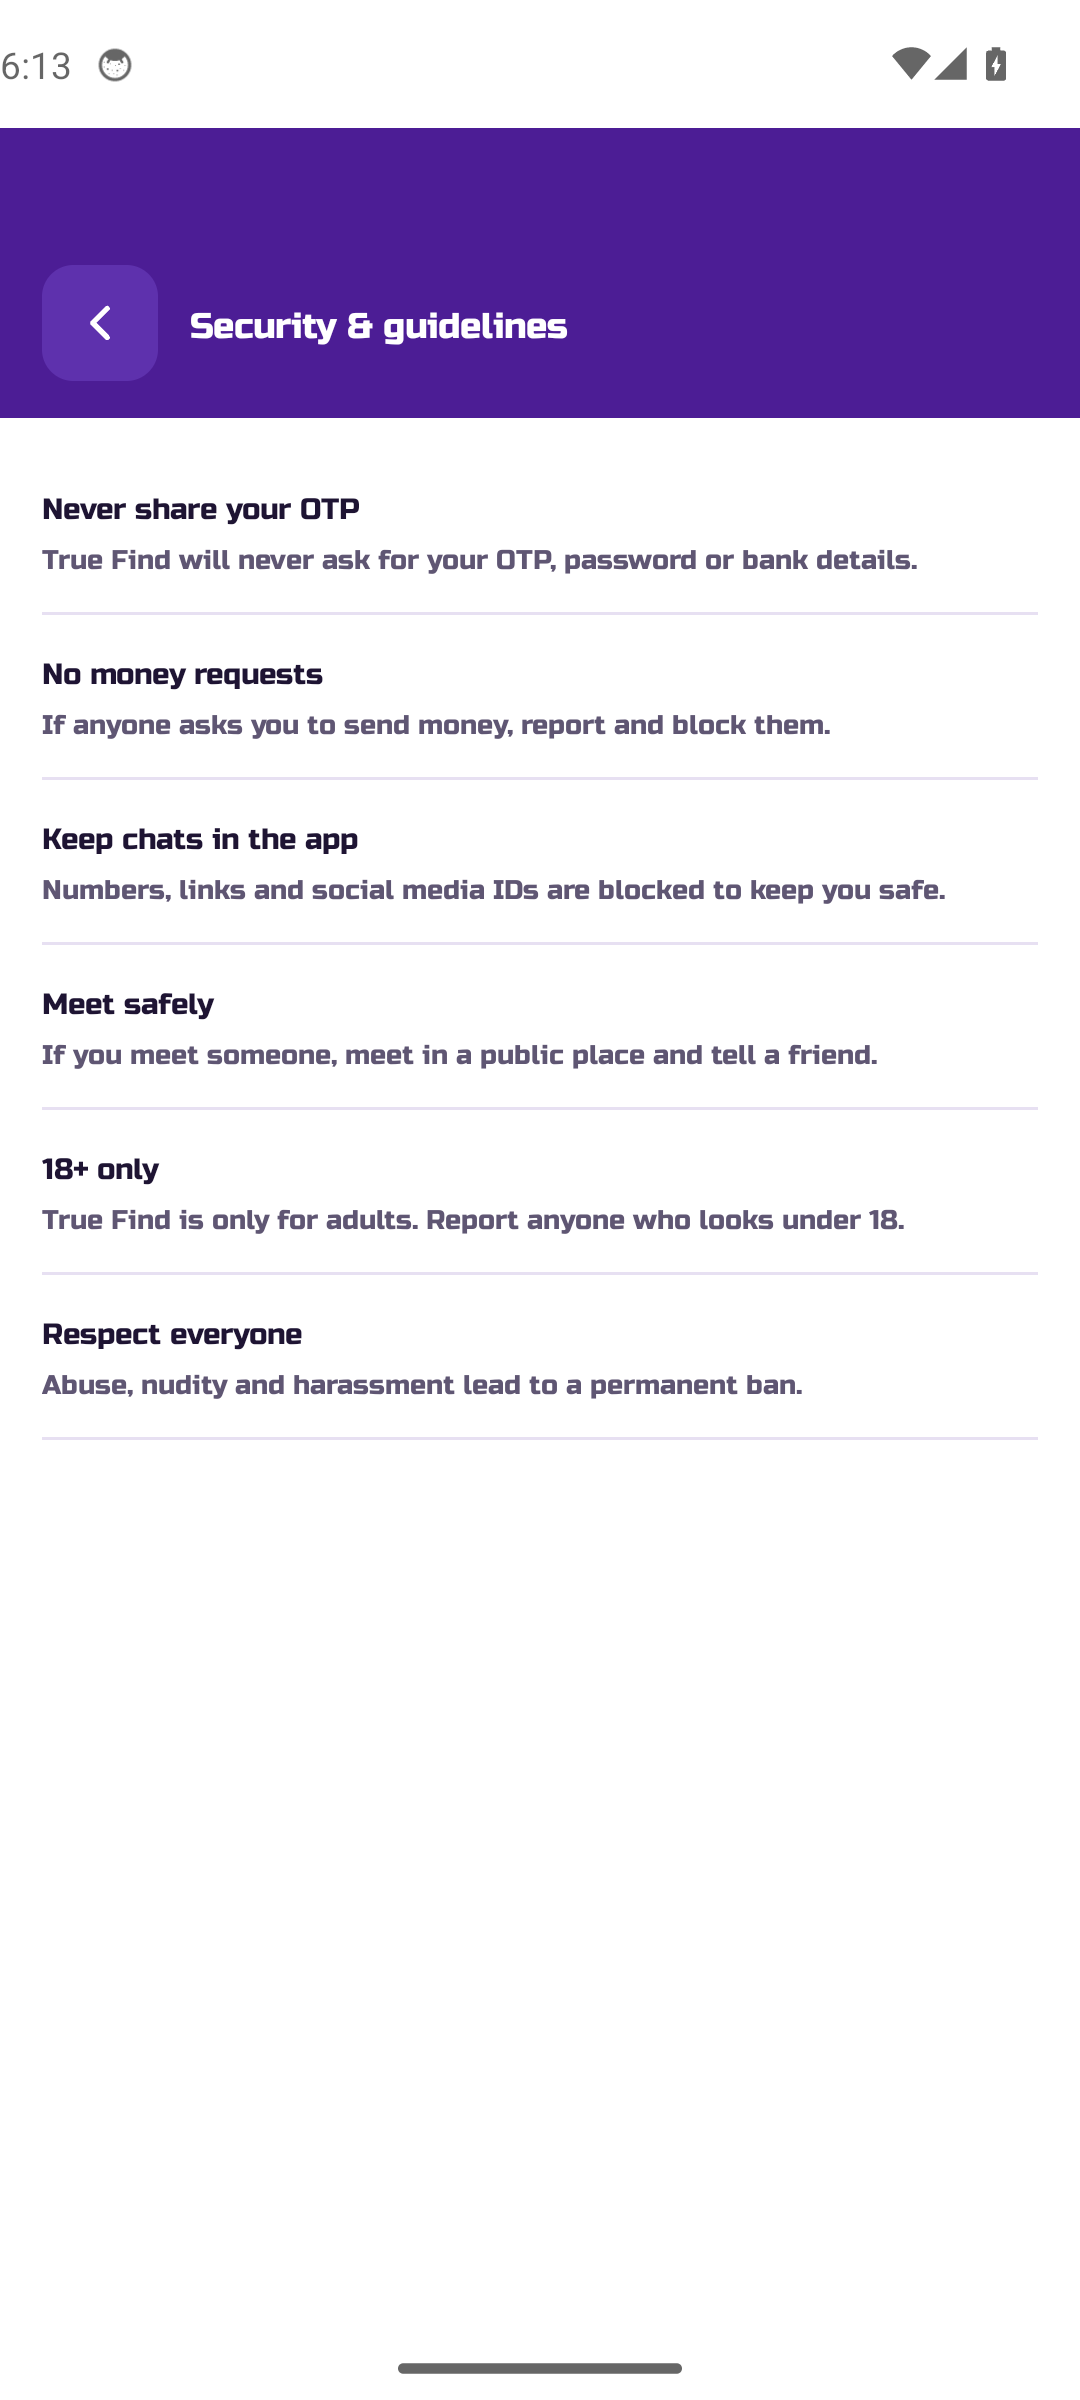 6:13
Security & guidelines
Never share your OTP
True Find will never ask for your OTP, password or bank details.
No money requests
If anyone asks you to send money, report and block them.
Keep chats in the app
Numbers, links and social media IDs are blocked to keep you safe.
Meet safely
If you meet someone, meet in a public place and tell a friend.
18+ only
True Find is only for adults. Report anyone who looks under 18.
Respect everyone
Abuse, nudity and harassment lead to a permanent ban.